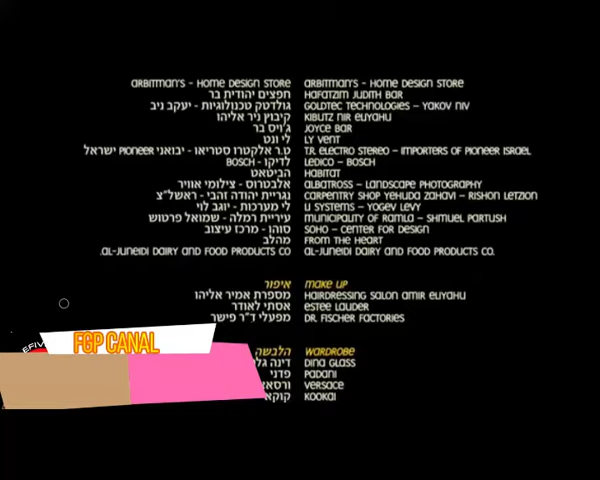 ARBITMAN'S - HOME DESIGN STORE ARBITMAN'S - HOME DESIGN STORE
חפצים יהודית בר HAFATZIM JUDITH BAR
גולדטק טכנולוגיות - יעקב ניב GOLDTEC TECHNOLOGIES – YAKOV NIV
קיבוץ ניר אליהו KIBUTZ NIR ELIYAHU
ג'ויס בר JOYCE BAR
לי ונט LY VENT
ט.ר אלקטרו סטריאו - יבואני PIONEER ישראל T.R. ELECTRO STEREO – IMPORTERS OF PIONEER ISRAEL
לדיקו - BOSCH LEDICO – BOSCH
הביטאט HABITAT
אלבטרוס - צילומי אוויר ALBATROSS – LANDSCAPE PHOTOGRAPHY
נגריית יהודה זהבי - ראשל"צ CARPENTRY SHOP YEHUDA ZAHAVI – RISHON LETZION
לי מערכות - יוגב לוי LI SYSTEMS – YOGEV LEVY
עיריית רמלה - שמואל פרטוש MUNICIPALITY OF RAMLA – SHMUEL PARTUSH
סוהו - מרכז עיצוב SOHO – CENTER FOR DESIGN
מהלב FROM THE HEART
AL-JUNEIDI DAIRY AND FOOD PRODUCTS CO. AL-JUNEIDI DAIRY AND FOOD PRODUCTS CO.
איפור MAKE UP
מספרת אמיר אליהו HAIRDRESSING SALON AMIR ELIYAHU
אסתי לאודר ESTEE LAUDER
מפעלי ד"ר פישר DR. FISCHER FACTORIES
הלבשה WARDROBE
דינה DINA GLASS
פדני PADANI
VERSACE
KOOKAI
FGP CANAL